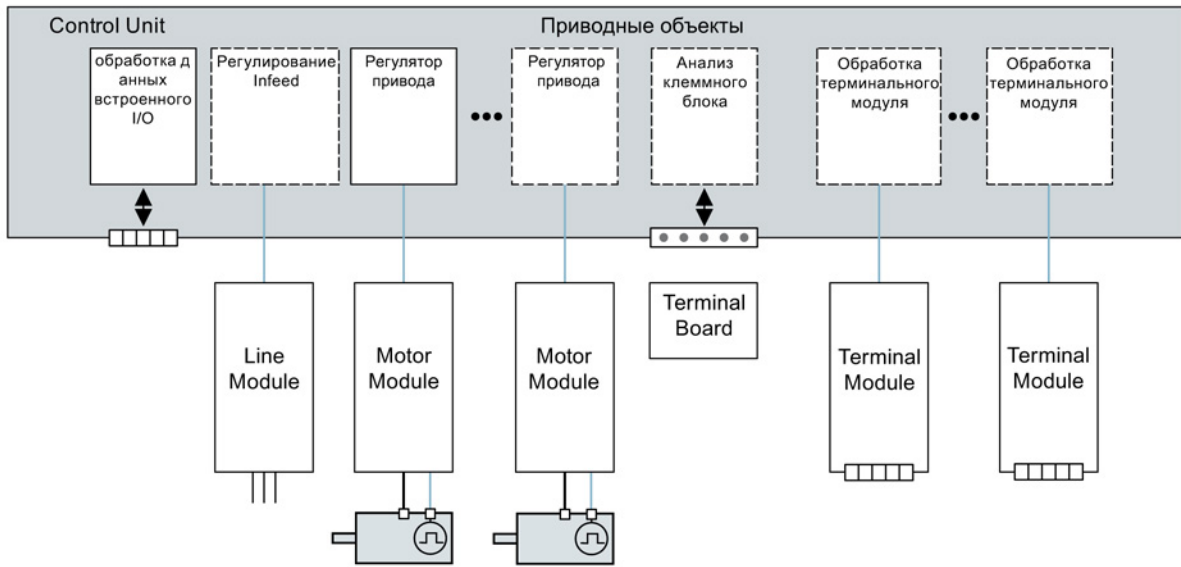 Control Unit
Приводные объекты
обработка д
анных
встроенного
I/O
Регулирование
Infeed
Регулятор
привода
Регулятор
привода
Анализ
клеммного
блока
Обработка
терминального
модуля
Обработка
терминального
модуля
Line
Module
Motor
Module
Motor
Module
Terminal
Board
Terminal
Module
Terminal
Module